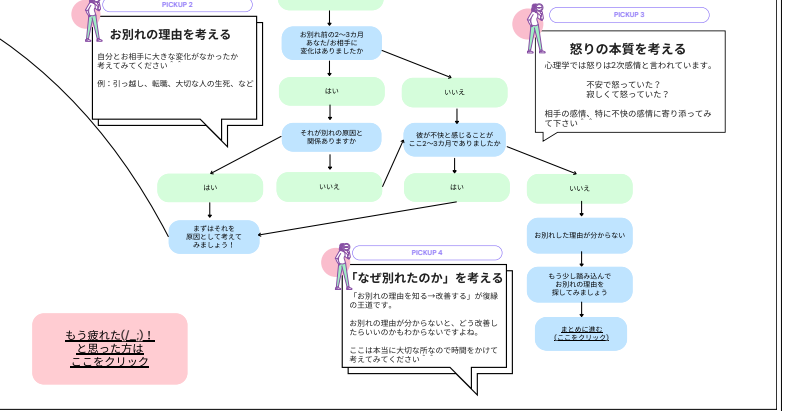 PICKUP 2
お別れの理由を考える
自分とお相手に大きな変化がなかったか
考えてみてください
例：引っ越し、転職、大切な人の生死、など
お別れ前の2〜3カ月
あなた/お相手に
変化はありましたか
はい
いいえ
それが別れの原因と
関係ありますか
彼が不快と感じることが
ここ2〜3カ月でありましたか
はい
いいえ
はい
いいえ
まずはそれを
原因として考えて
みましょう！
お別れした理由が分からない
もう少し踏み込んで
お別れの理由を
探してみましょう
まとめに進む
(ここをクリック)
PICKUP 3
怒りの本質を考える
心理学では怒りは2次感情と言われています。
不安で怒っていた？
寂しくて怒っていた？
相手の感情、特に不快の感情に寄り添ってみ
て下さい＾＾
PICKUP 4
「なぜ別れたのか」を考える
「お別れの理由を知る→改善する」が復縁
の王道です。
お別れの理由が分からないと、どう改善し
たらいいのかもわからないですよね。
ここは本当に大切な所なので時間をかけて
考えてみてください
もう疲れた(/_;)！
と思った方は
ここをクリック